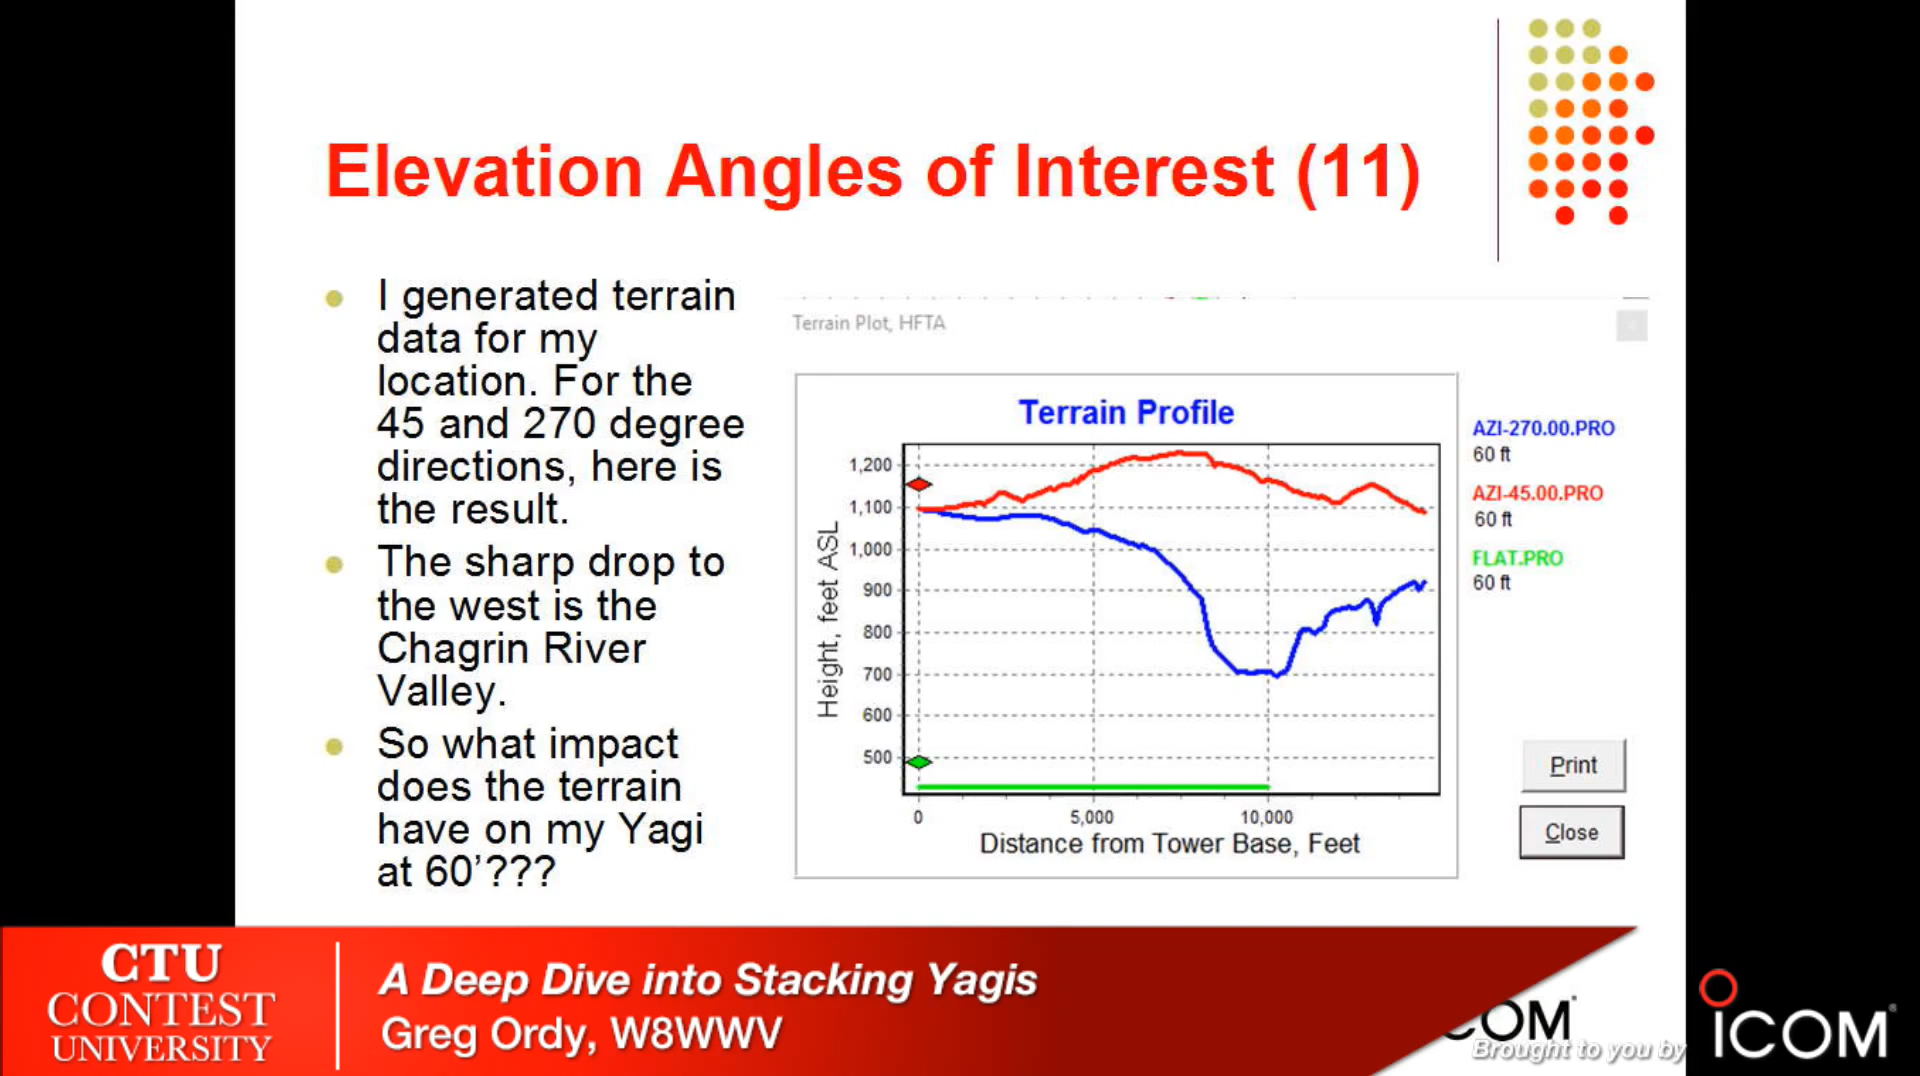 Elevation Angles of Interest (11)
I generated terrain
data for my
location. For the
45 and 270 degree
directions, here is
the result.
The sharp drop to
the west is the
Chagrin River
Valley.
So what impact
does the terrain
have on my Yagi
at 60'???
Terrain Plot, HFTA
Terrain Profile
Height, feet ASL
1,200
1,100
1,000
900
800
700
600
500
0 5,000 10,000
Distance from Tower Base, Feet
AZI-270.00.PRO
60 ft
AZI-45.00.PRO
60 ft
FLAT.PRO
60 ft
Print
Close
CTU
CONTEST
UNIVERSITY
A Deep Dive into Stacking Yagis
Greg Ordy, W8WWV
COM
Brought to you by
ICOM